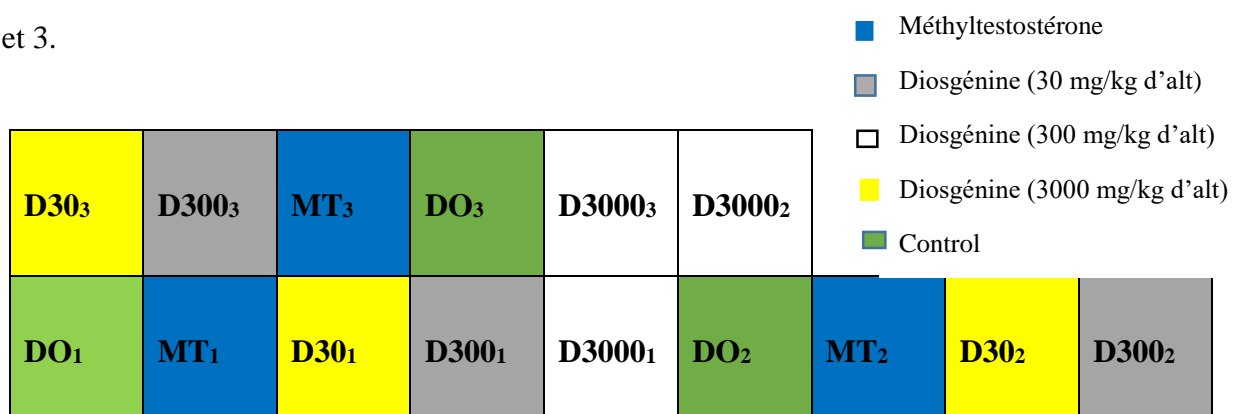 et 3.
Méthyltestostérone
Diosgénine (30 mg/kg d’alt)
Diosgénine (300 mg/kg d’alt)
Diosgénine (3000 mg/kg d’alt)
Control
D30₃ D300₃ MT₃ DO₃ D3000₃ D3000₂
DO₁ MT₁ D30₁ D300₁ D3000₁ DO₂ MT₂ D30₂ D300₂